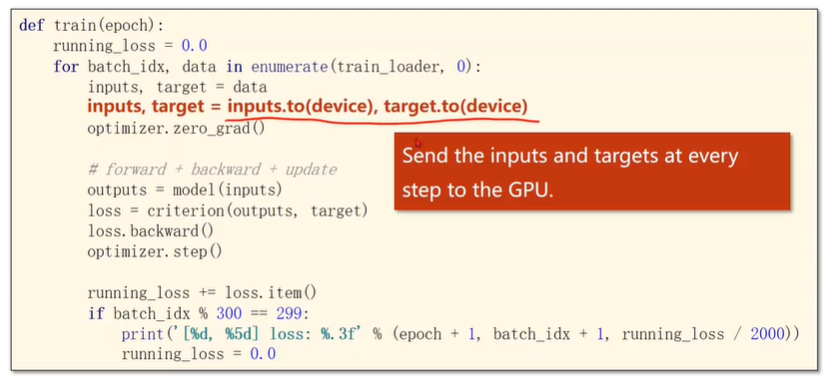 def train(epoch):
    running_loss = 0.0
    for batch_idx, data in enumerate(train_loader, 0):
        inputs, target = data
        inputs, target = inputs.to(device), target.to(device)
        optimizer.zero_grad()
Send the inputs and targets at every
step to the GPU.
        # forward + backward + update
        outputs = model(inputs)
        loss = criterion(outputs, target)
        loss.backward()
        optimizer.step()
        running_loss += loss.item()
        if batch_idx % 300 == 299:
            print('[%d, %5d] loss: %.3f' % (epoch + 1, batch_idx + 1, running_loss / 2000))
            running_loss = 0.0